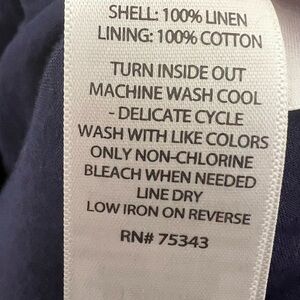 SHELL: 100% LINEN
LINING: 100% COTTON
TURN INSIDE OUT
MACHINE WASH COOL
- DELICATE CYCLE
WASH WITH LIKE COLORS
ONLY NON-CHLORINE
BLEACH WHEN NEEDED
LINE DRY
LOW IRON ON REVERSE
RN# 75343